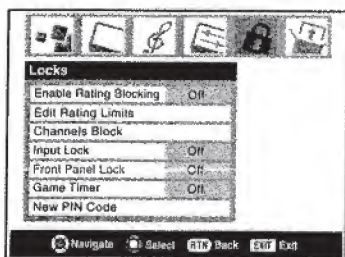 Locks
Enable Rating Blocking Off
Edit Rating Limits
Channels Block
Input Lock Off
Front Panel Lock Off
Game Timer Off
New PIN Code
Navigate Select RTN Back EXIT Exit